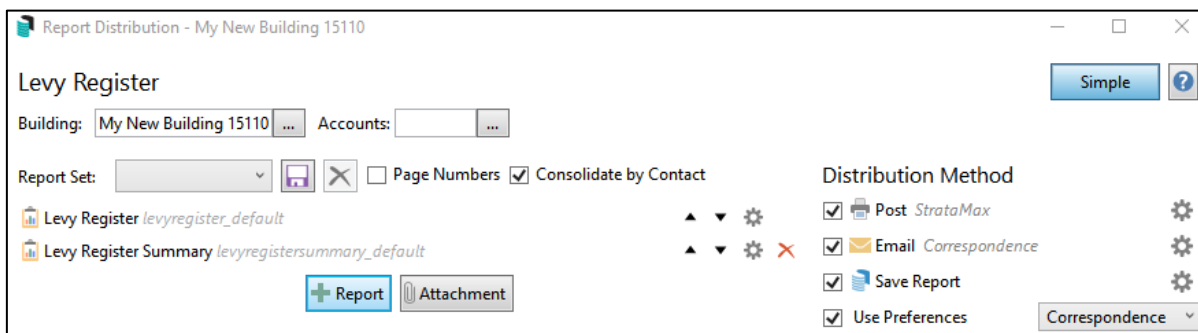 Report Distribution - My New Building 15110
Levy Register
Simple
Building: My New Building 15110 ... Accounts: ...
Report Set: Page Numbers Consolidate by Contact
Distribution Method
Levy Register levyregister_default
Post StrataMax
Levy Register Summary levyregistersummary_default
Email Correspondence
Report Attachment
Save Report
Use Preferences Correspondence